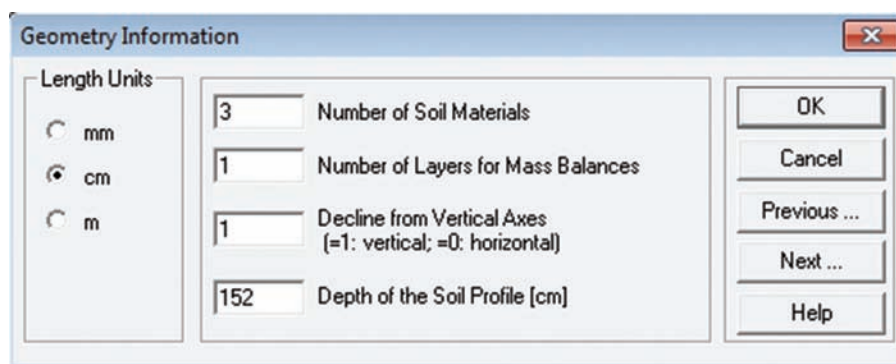 Geometry Information
Length Units
mm
cm
m
3 Number of Soil Materials
1 Number of Layers for Mass Balances
1 Decline from Vertical Axes
(=1: vertical; =0: horizontal)
152 Depth of the Soil Profile [cm]
OK
Cancel
Previous ...
Next ...
Help